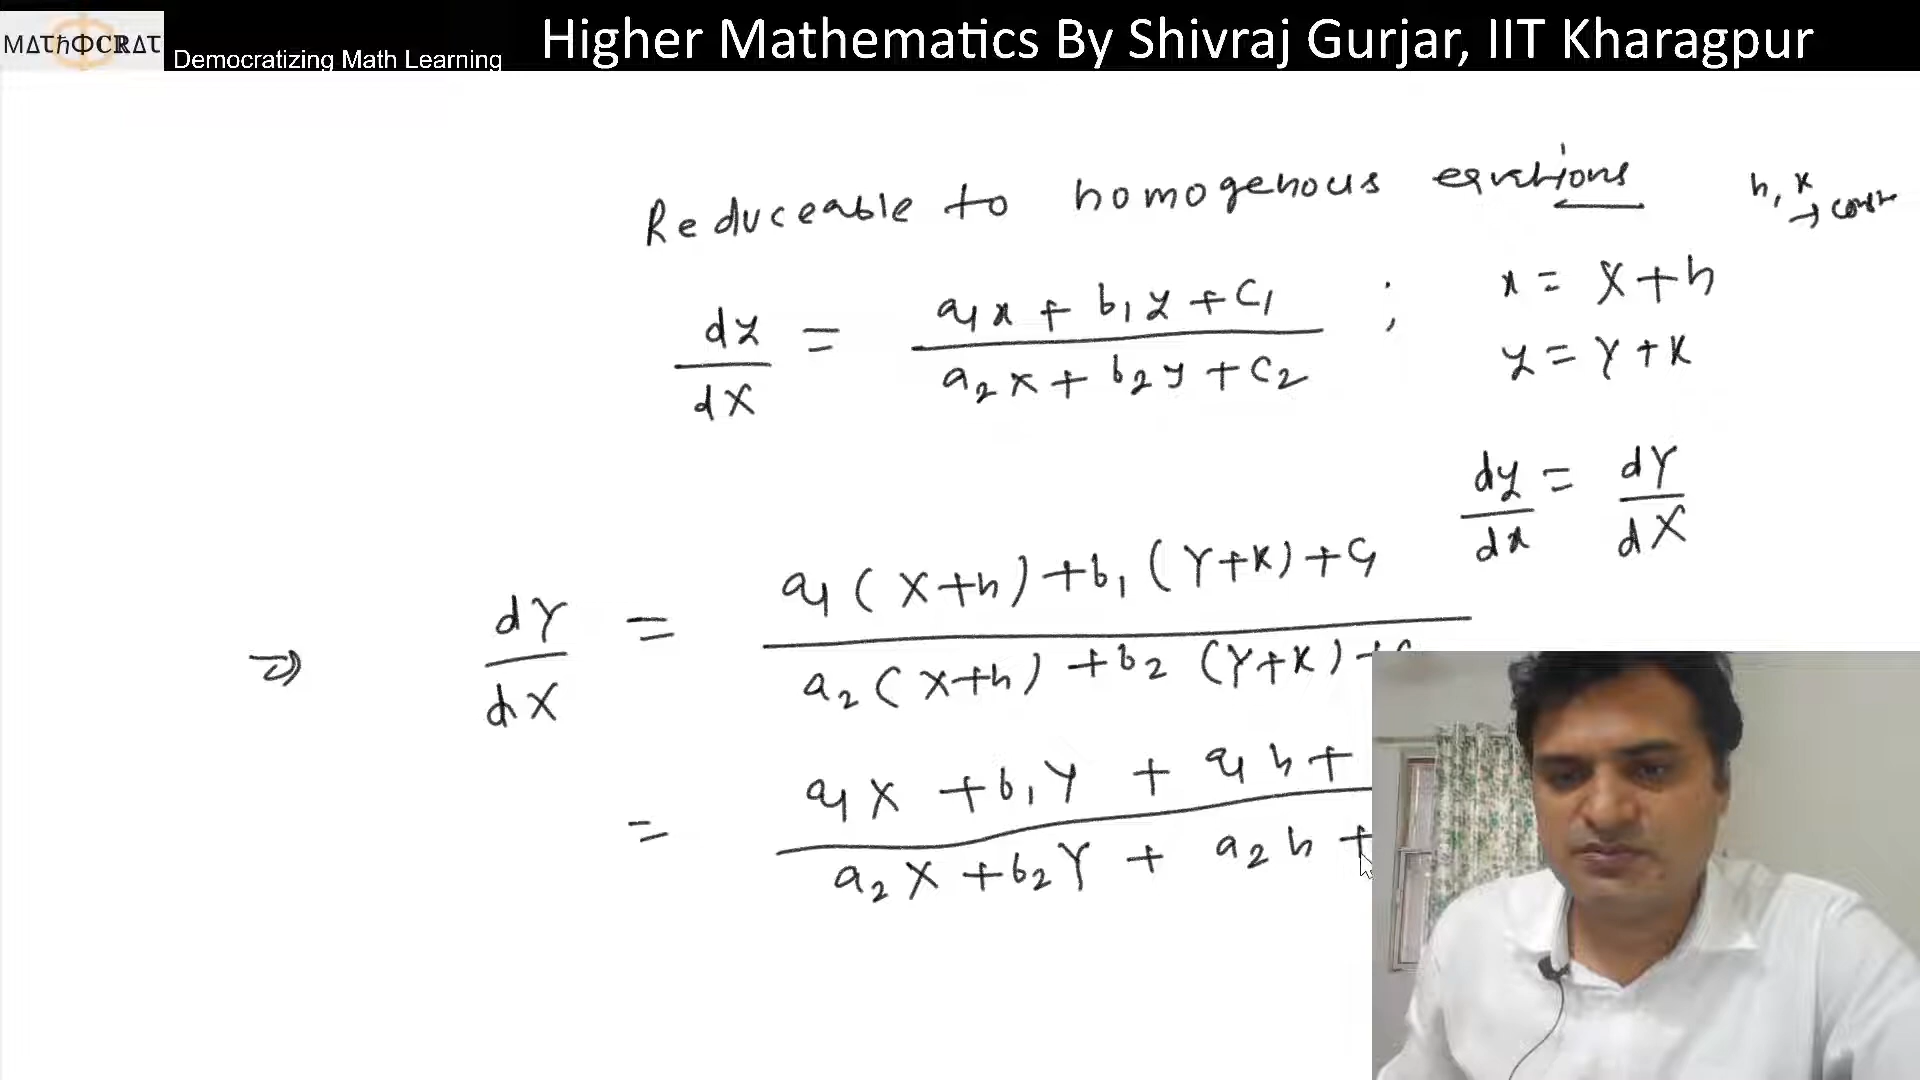 MΔTℏΦCRΔT
Democratizing Math Learning
Higher Mathematics By Shivraj Gurjar, IIT Kharagpur
Reduceable to homogenous equations
h, k → const
dy/dx = (a₁x + b₁y + c₁)/(a₂x + b₂y + c₂) ;
x = X + h
y = Y + k
dy/dx = dY/dX
⇒ dY/dX = (a₁(X+h) + b₁(Y+k) + c₁)/(a₂(X+h) + b₂(Y+k) +
= (a₁X + b₁Y + a₁h +)/(a₂X + b₂Y + a₂h +)